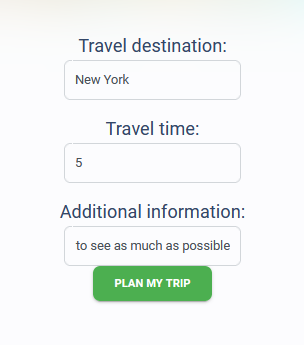 Travel destination:
New York
Travel time:
5
Additional information:
to see as much as possible
PLAN MY TRIP